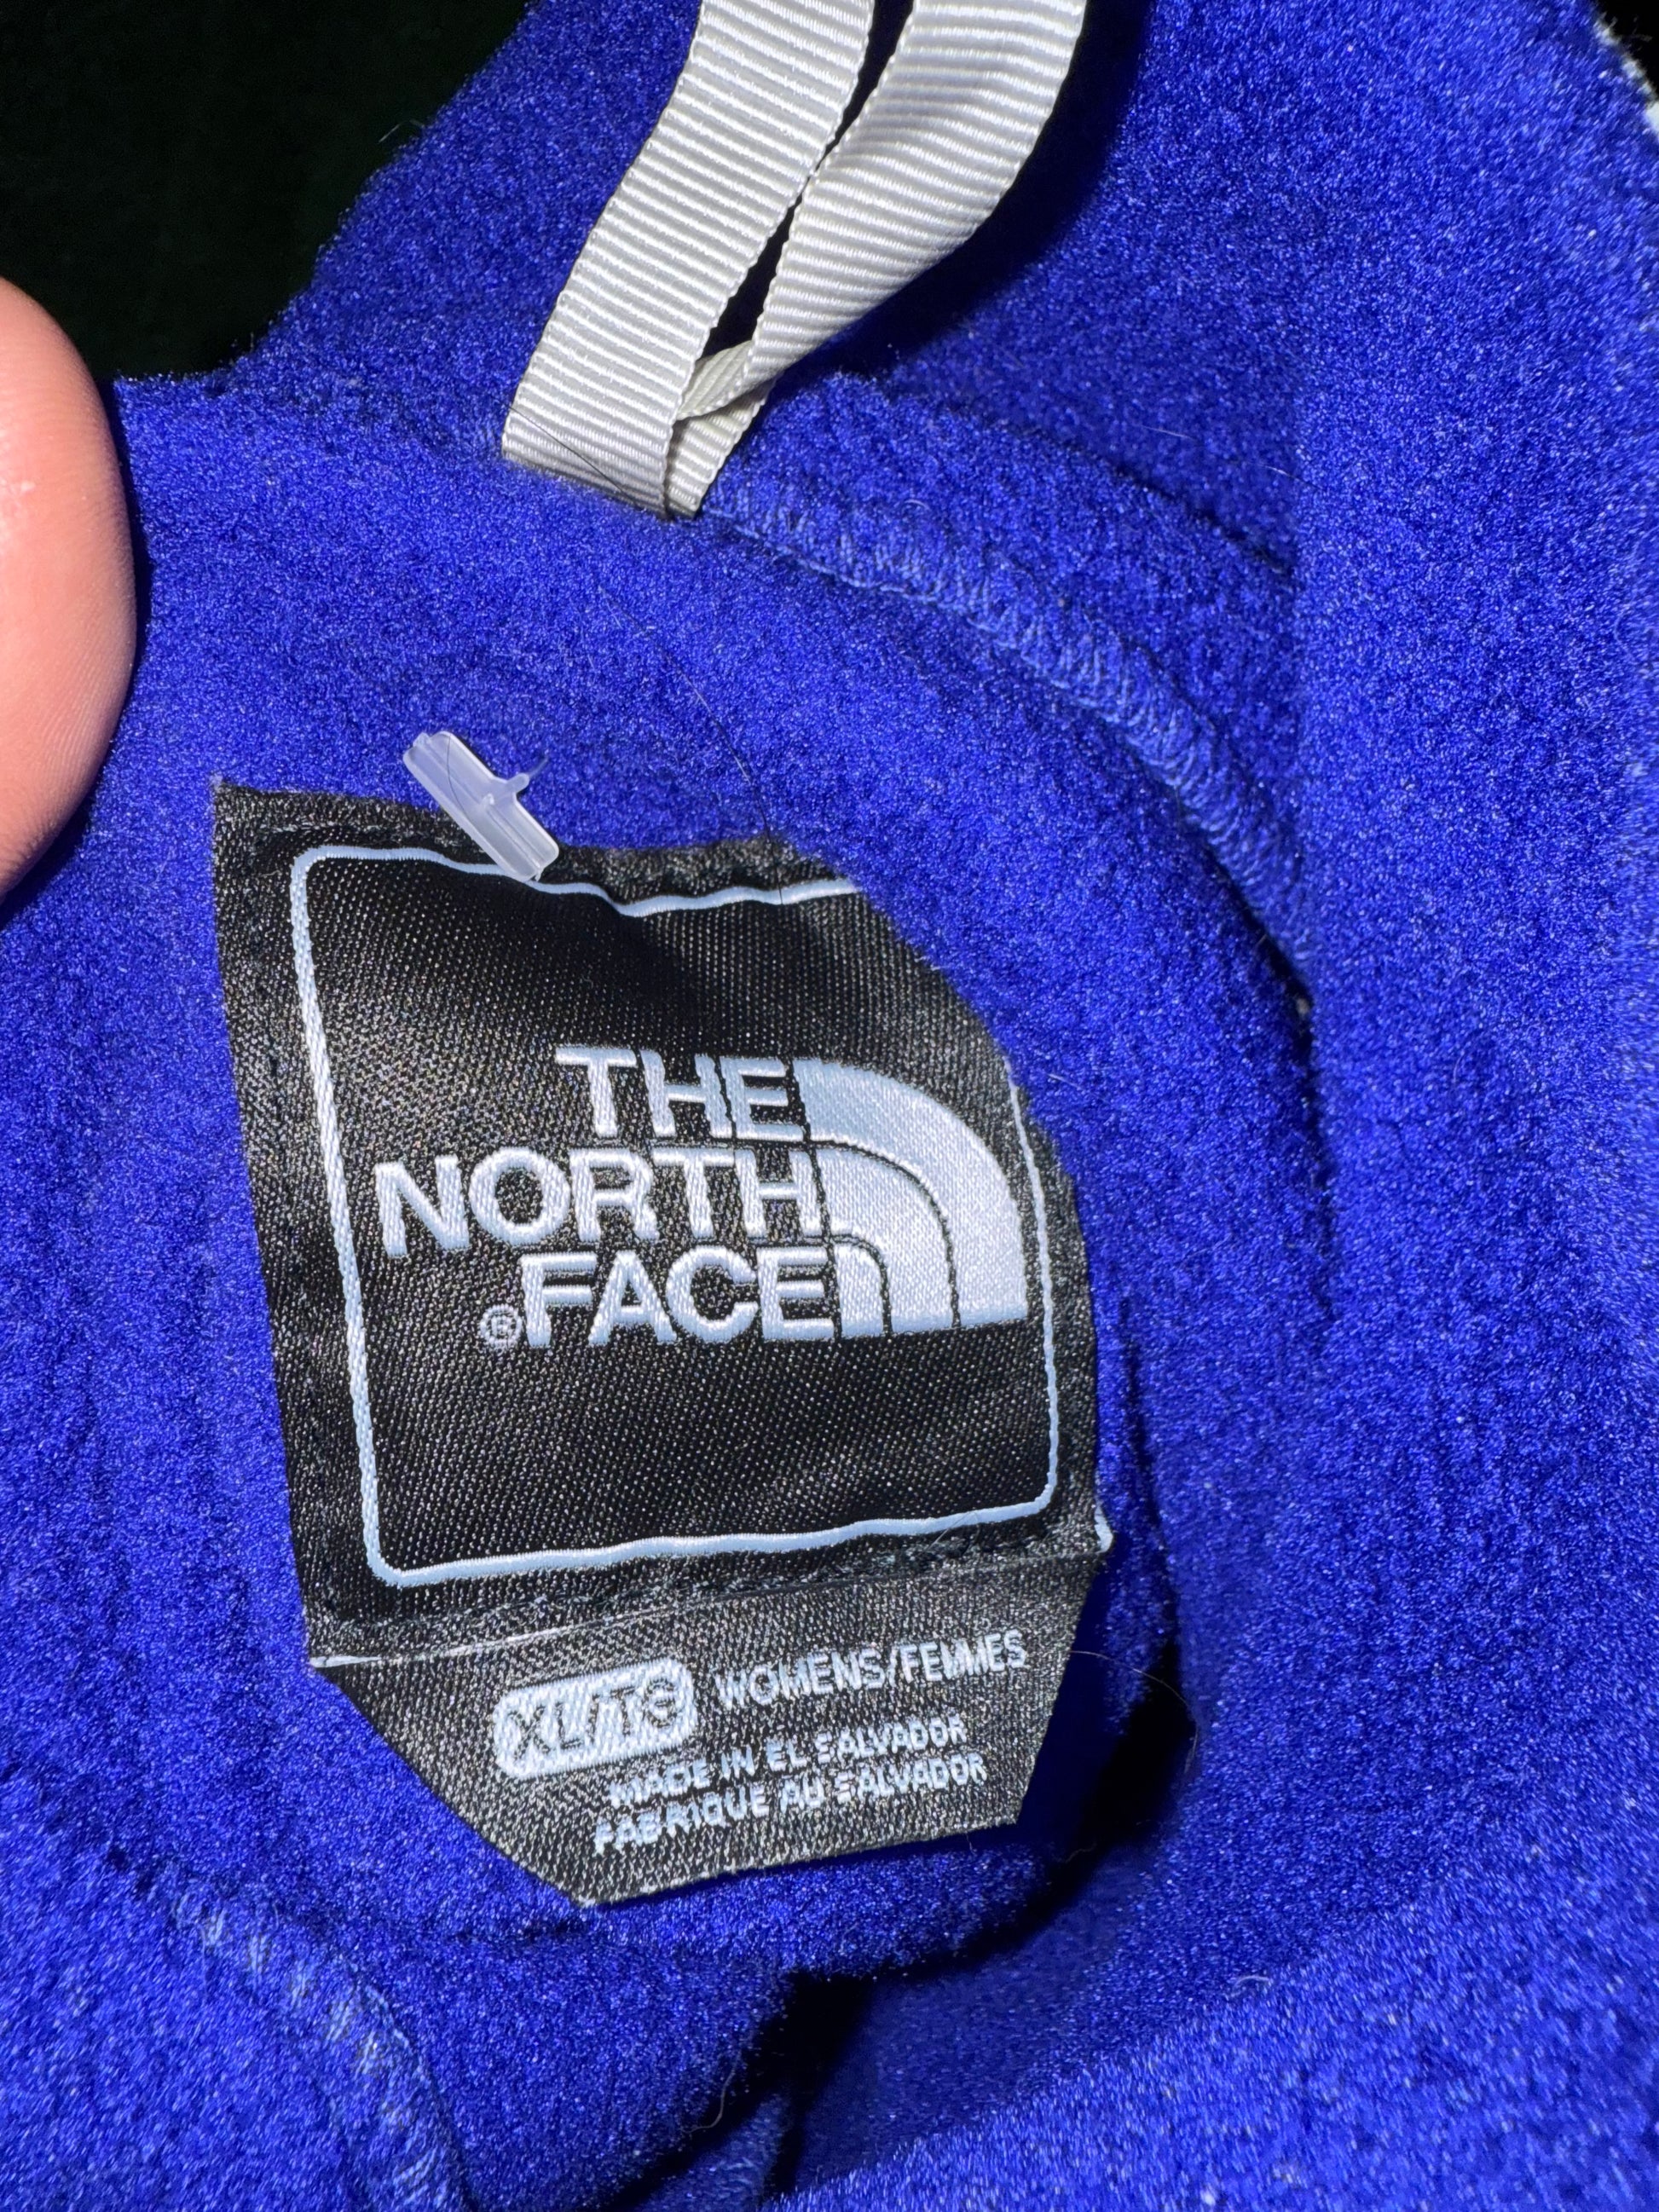 THE
NORTH
FACE®
XL/TG WOMENS/FEMMES
MADE IN EL SALVADOR
FABRIQUE AU SALVADOR